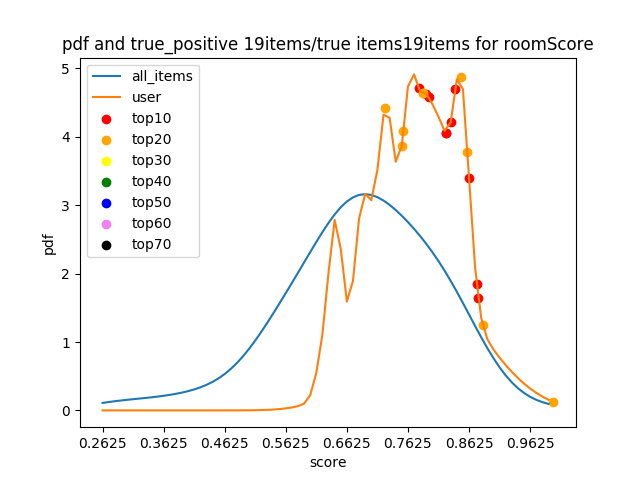 pdf and true_positive 19items/true items19items for roomScore
all_items
user
top10
top20
top30
top40
top50
top60
top70
pdf
5
4
3
2
1
0
0.2625 0.3625 0.4625 0.5625 0.6625 0.7625 0.8625 0.9625
score